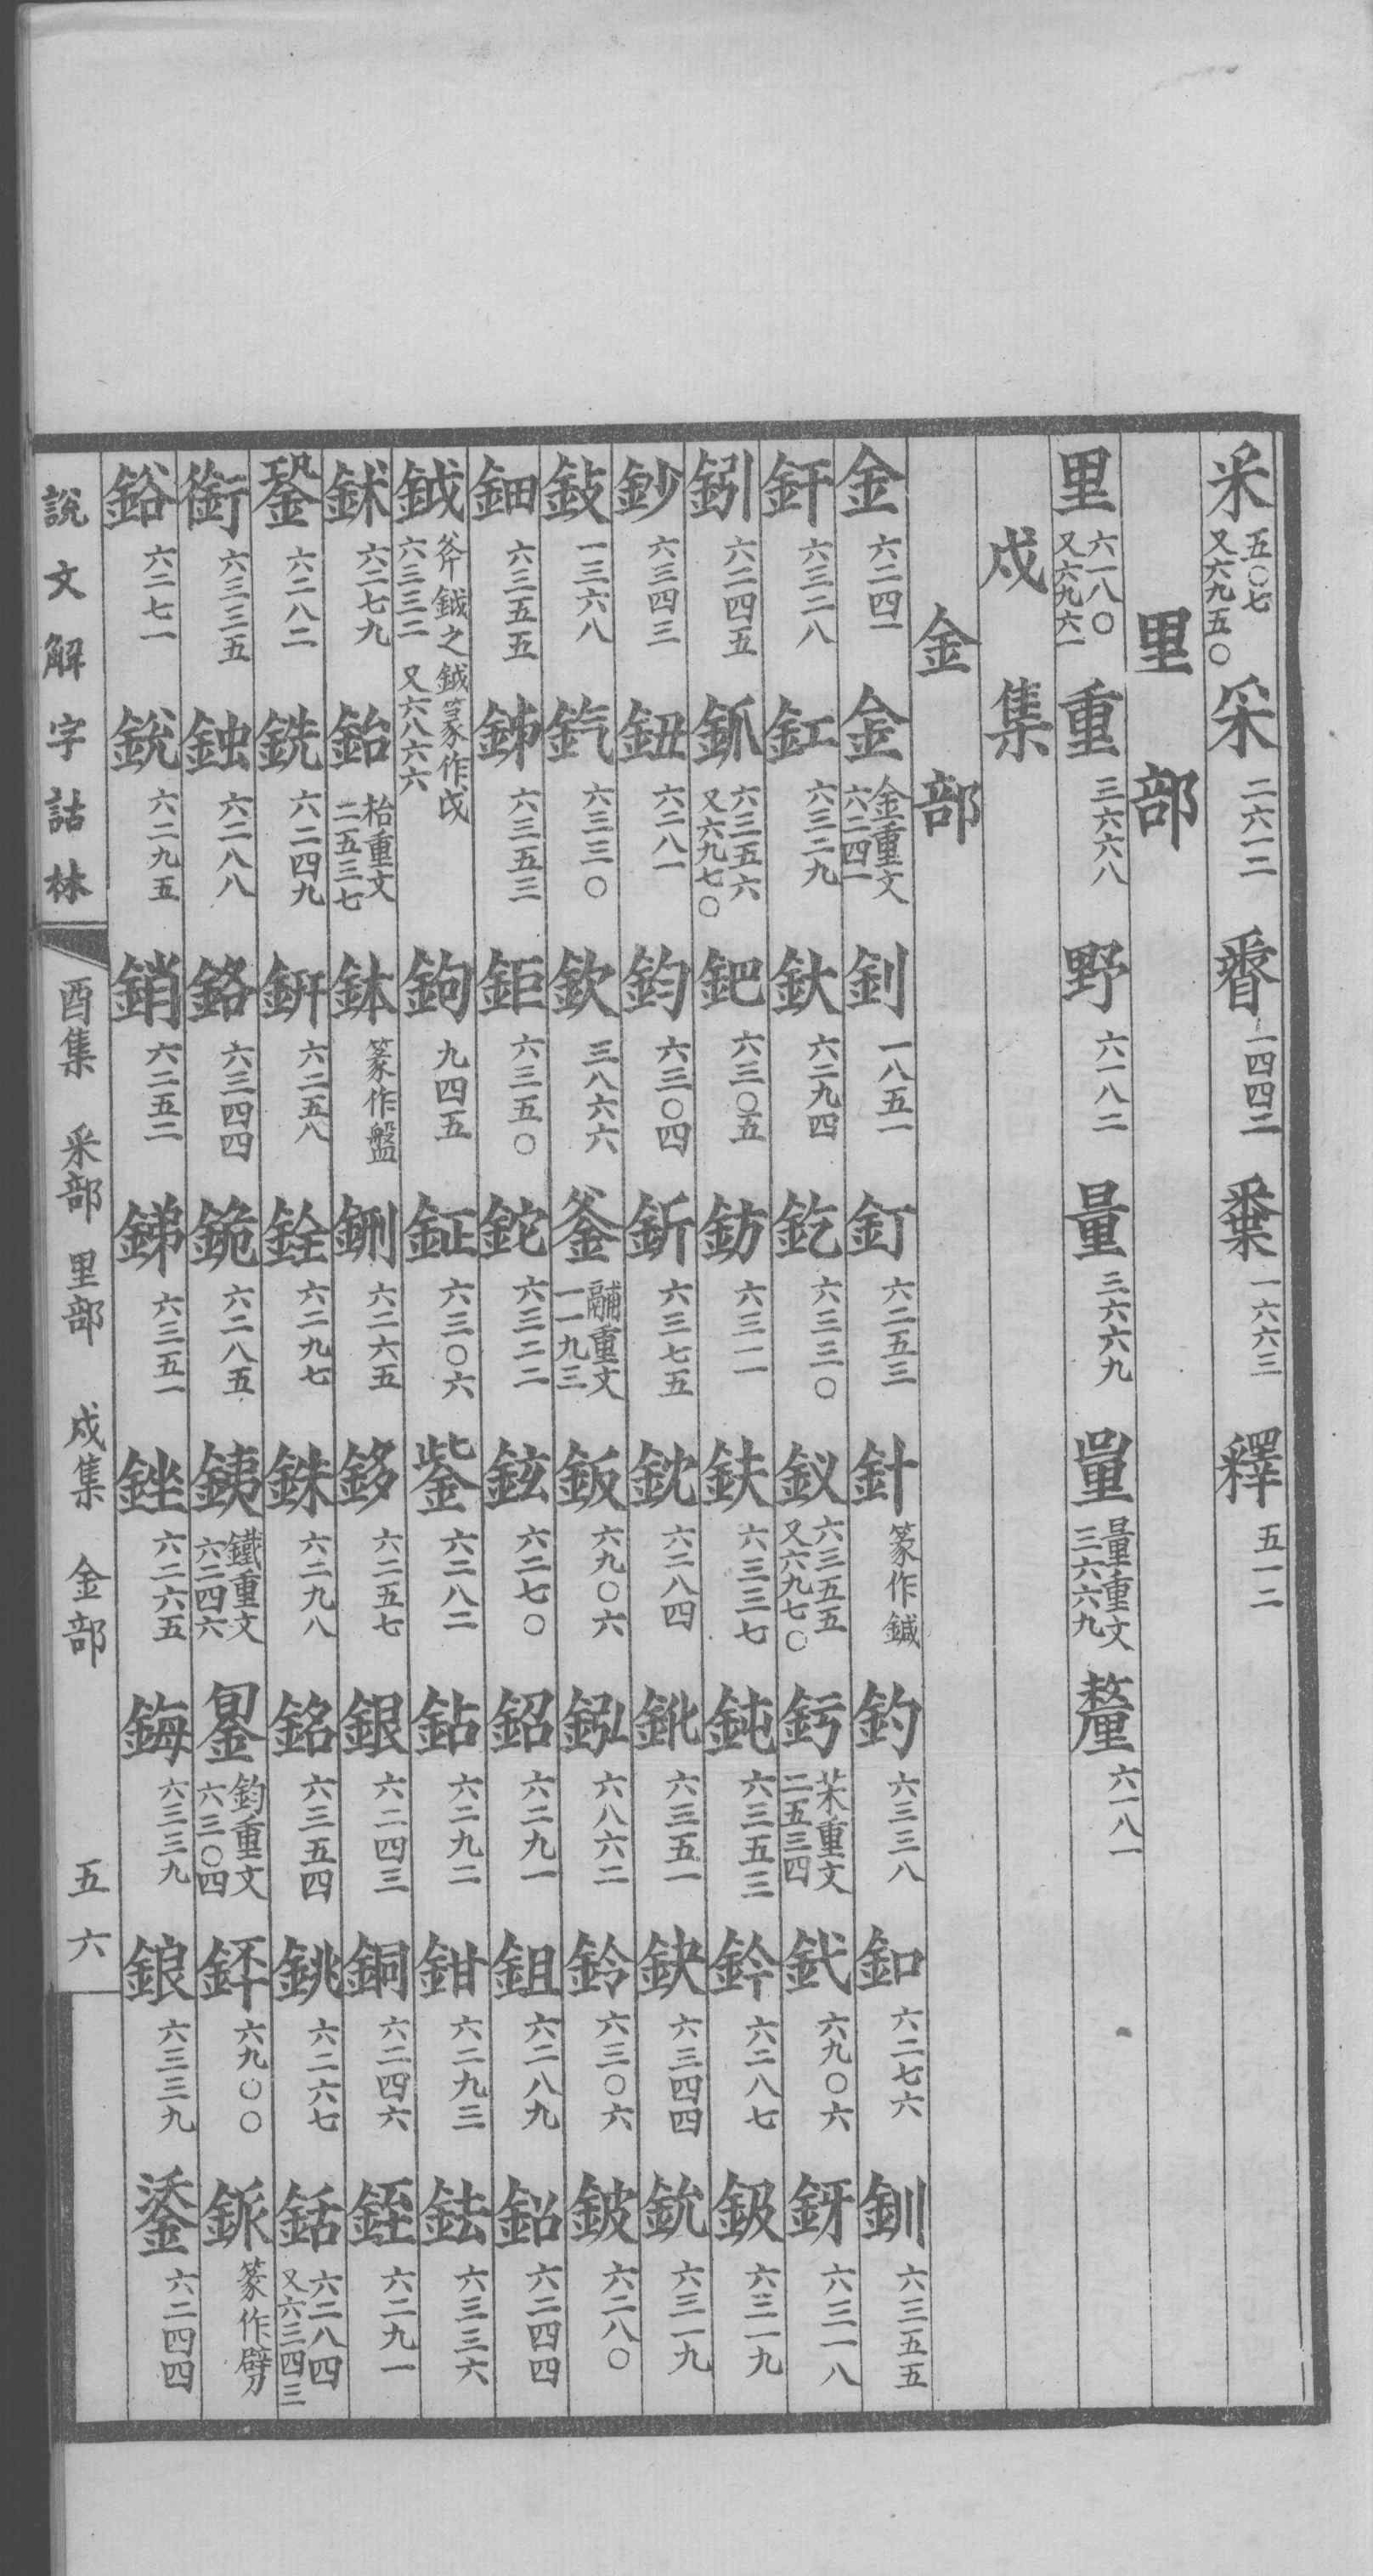 釆 五〇七 又六九五〇 采 二六一二 番 一四四二 䉒 一六六三 釋 五一二
里部
里 六一八〇 又六九六一 重 三六六八 野 六一八二 量 三六六九 量重文 三六六九 釐 六一八一
戌集
金部
金 六二四一 金重文 六二四一 釗 一八五一 釘 六二五三 針 篆作鍼 釣 六三三八 釦 六二七六 釧 六三五五
釬 六三二八 釭 六三二九 釱 六二九四 釳 六三三〇 釵 六三五五 又六九七〇 釫 茉重文 二五三四 釴 六九〇六 釾 六三一八
鈏 六二四五 釽 六三五六 又六九七〇 鈀 六三〇五 鈁 六三一一 鈇 六三三七 鈍 六三五三 鈐 六二八七 鈒 六三一九
鈔 六三四三 鈕 六二八一 鈞 六三〇四 釿 六三七五 鈂 六二八四 鈋 六三五一 鈌 六三四四 鈗 六三一九
鈙 一三六八 釩 六三三〇 欽 三八六六 釜 鬴重文 一一九三 鈑 六九〇六 鈏 六八六二 鈴 六三〇六 鈹 六二八〇
鈿 六三五五 鈰 六三五三 鉅 六三五〇 鉈 六三二二 鉉 六二七〇 鉊 六二九一 鉏 六二八九 鉛 六二四四
鉞 斧鉞之鉞篆作戉 六三三二 又六八六六 鉤 九四五 鉦 六三〇六 鈭 六二八二 鉆 六二九二 鉗 六二九三 鉣 六三三六
鉥 六二七九 鈶 枱重文 二五三七 鉢 篆作盤 鉶 六二六五 鉹 六二五七 銀 六二四三 銅 六二四六 銍 六二九一
銎 六二八二 銑 六二四九 銒 六二五八 銓 六二九七 銖 六二九八 銘 六三五四 銚 六二六七 銛 六二八四 又六三四三
銜 六三三五 鉵 六二八八 鉻 六三四四 鉋 六二八五 銕 鐵重文 六二四六 鈞重文 六三〇四 鉟 六九〇〇 鈲 篆作劈
鋊 六二七一 銳 六二九五 銷 六二五二 銻 六三五一 銼 六二六五 鋂 六三三九 鋃 六三三九 鋈 六二四四
說文解字詁林 酉集 釆部 里部 戌集 金部 五六